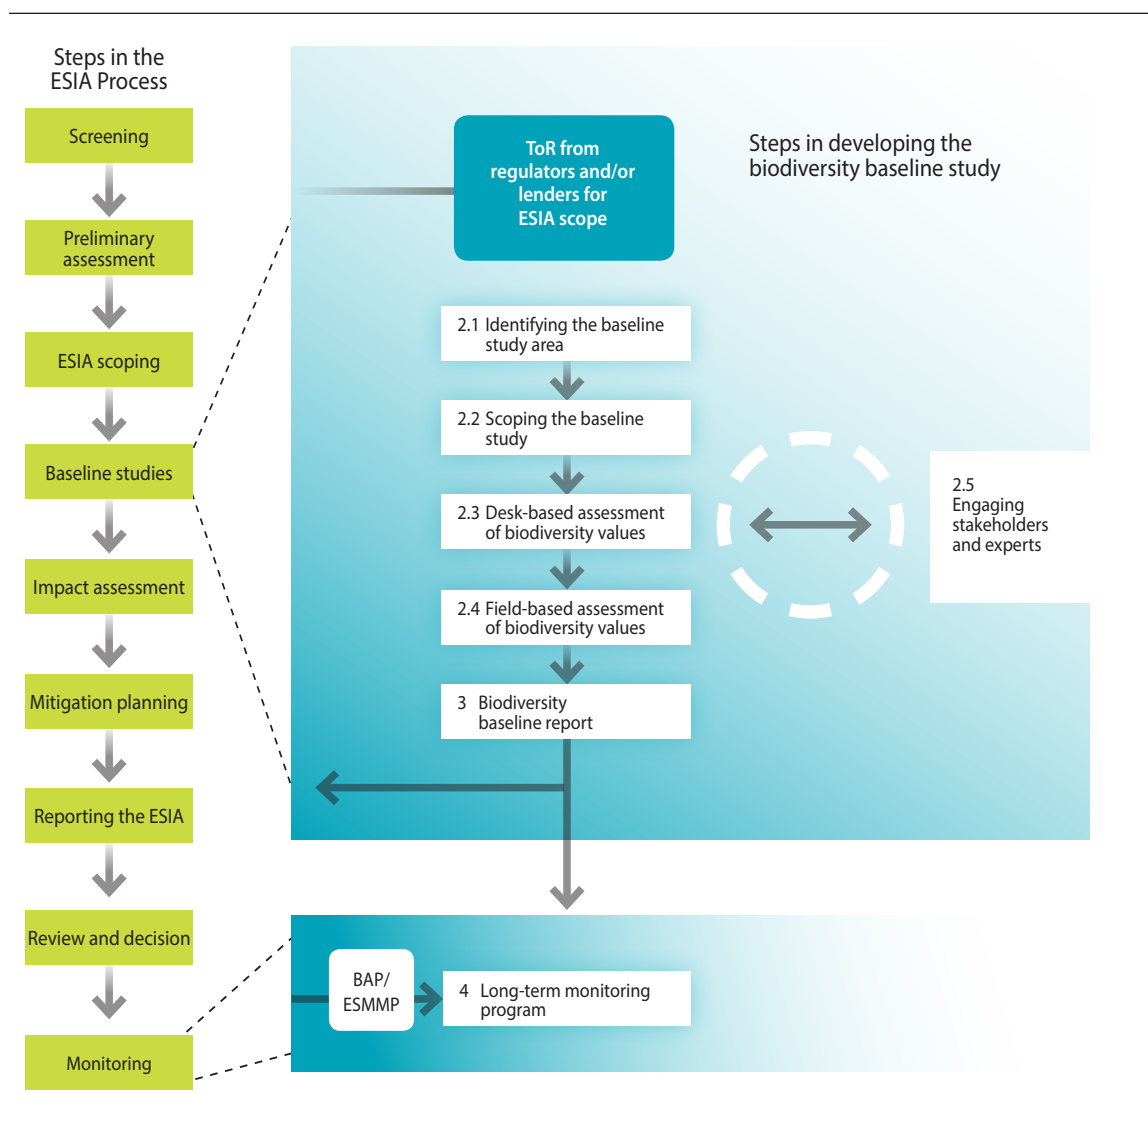 Steps in the
ESIA Process
Screening
Preliminary
assessment
ESIA scoping
Baseline studies
Impact assessment
Mitigation planning
Reporting the ESIA
Review and decision
Monitoring
Steps in developing the
biodiversity baseline study
ToR from
regulators and/or
lenders for
ESIA scope
2.1 Identifying the baseline
study area
2.2 Scoping the baseline
study
2.3 Desk-based assessment
of biodiversity values
2.4 Field-based assessment
of biodiversity values
3 Biodiversity
baseline report
2.5
Engaging
stakeholders
and experts
BAP/
ESMMP
4 Long-term monitoring
program